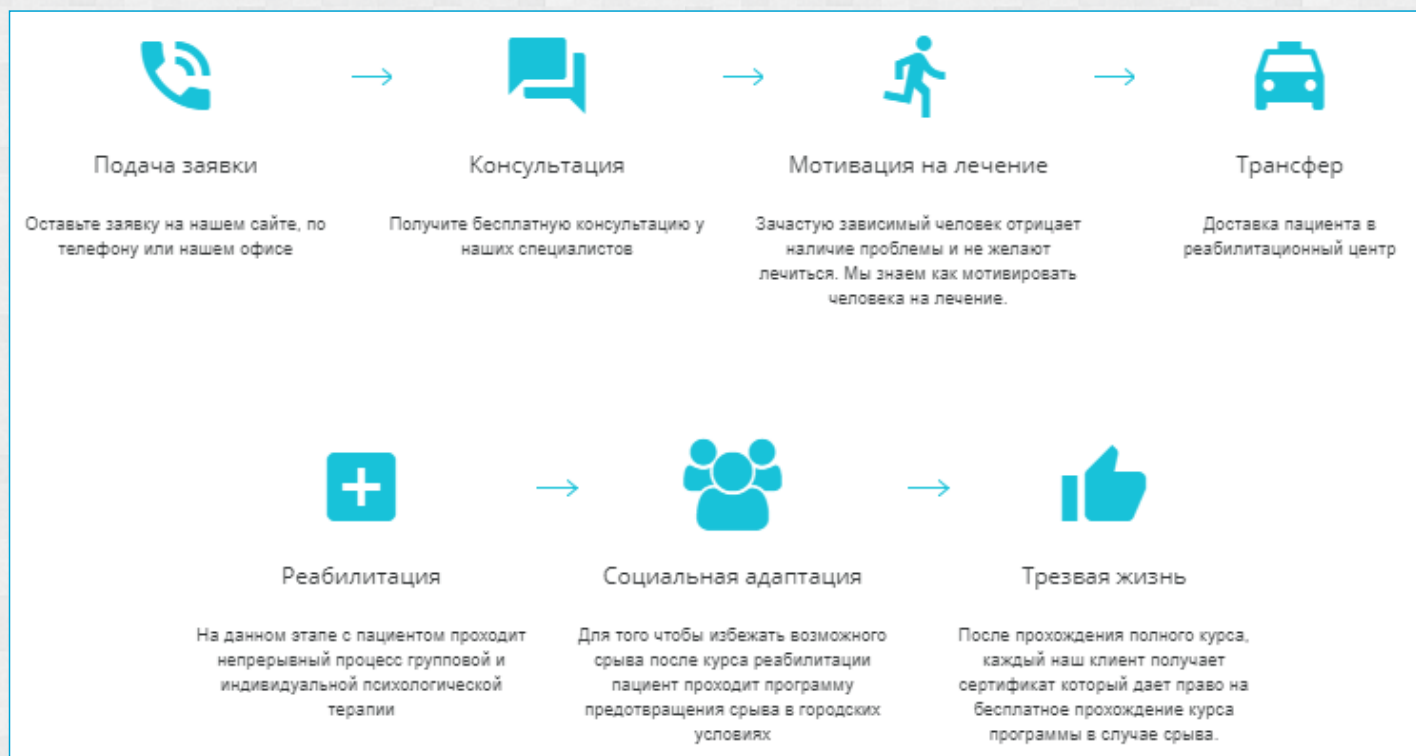 Подача заявки
Оставьте заявку на нашем сайте, по
телефону или нашем офисе
Консультация
Получите бесплатную консультацию у
наших специалистов
Мотивация на лечение
Зачастую зависимый человек отрицает
наличие проблемы и не желают
лечиться. Мы знаем как мотивировать
человека на лечение.
Трансфер
Доставка пациента в
реабилитационный центр
Реабилитация
На данном этапе с пациентом проходит
непрерывный процесс групповой и
индивидуальной психологической
терапии
Социальная адаптация
Для того чтобы избежать возможного
срыва после курса реабилитации
пациент проходит программу
предотвращения срыва в городских
условиях
Трезвая жизнь
После прохождения полного курса,
каждый наш клиент получает
сертификат который дает право на
бесплатное прохождение курса
программы в случае срыва.